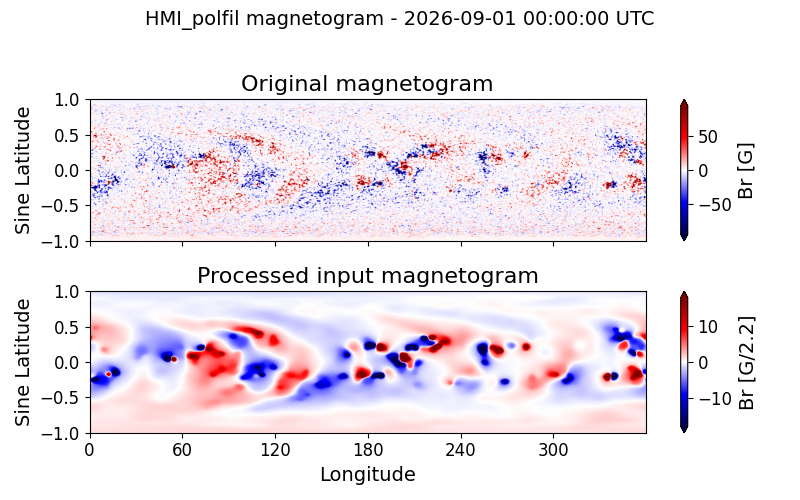 HMI_polfil magnetogram - 2026-09-01 00:00:00 UTC
Original magnetogram
1.0
0.5
0.0
−0.5
−1.0
Sine Latitude
50
0
−50
Br [G]
Processed input magnetogram
1.0
0.5
0.0
−0.5
−1.0
Sine Latitude
10
0
−10
Br [G/2.2]
0 60 120 180 240 300
Longitude